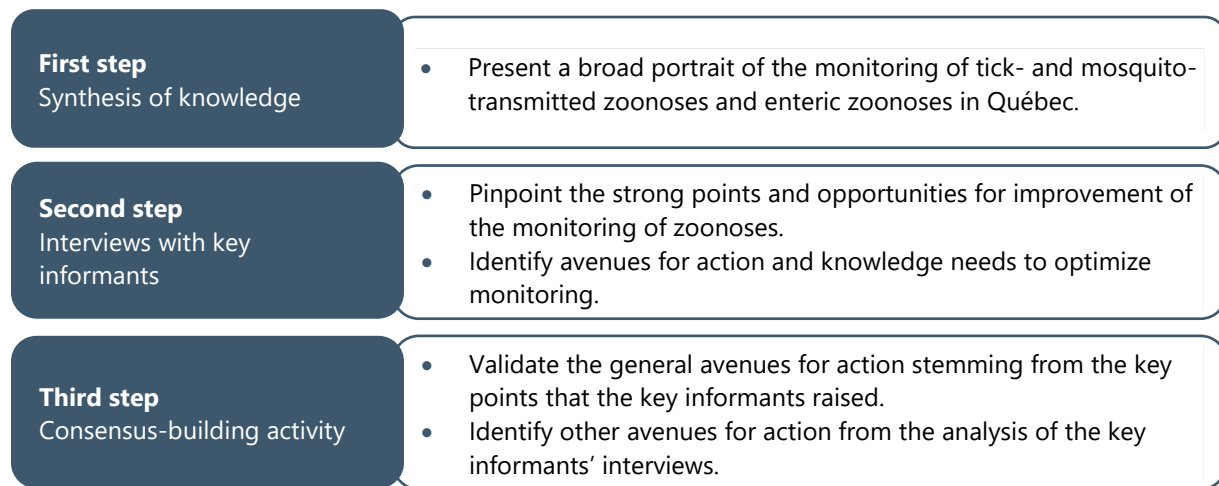 First step
Synthesis of knowledge
• Present a broad portrait of the monitoring of tick- and mosquito-
transmitted zoonoses and enteric zoonoses in Québec.
Second step
Interviews with key
informants
• Pinpoint the strong points and opportunities for improvement of
the monitoring of zoonoses.
• Identify avenues for action and knowledge needs to optimize
monitoring.
Third step
Consensus-building activity
• Validate the general avenues for action stemming from the key
points that the key informants raised.
• Identify other avenues for action from the analysis of the key
informants’ interviews.